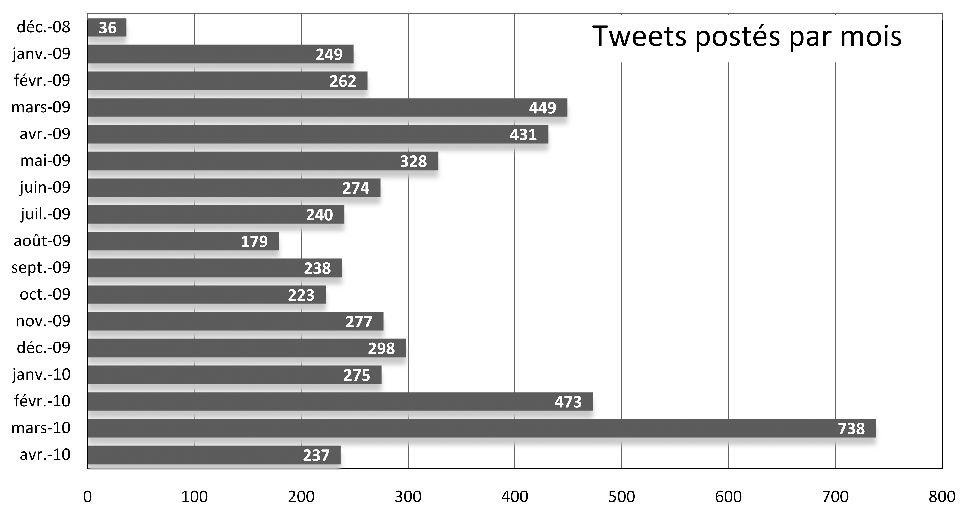 Tweets postés par mois
déc.-08 36
janv.-09 249
févr.-09 262
mars-09 449
avr.-09 431
mai-09 328
juin-09 274
juil.-09 240
août-09 179
sept.-09 238
oct.-09 223
nov.-09 277
déc.-09 298
janv.-10 275
févr.-10 473
mars-10 738
avr.-10 237
0 100 200 300 400 500 600 700 800